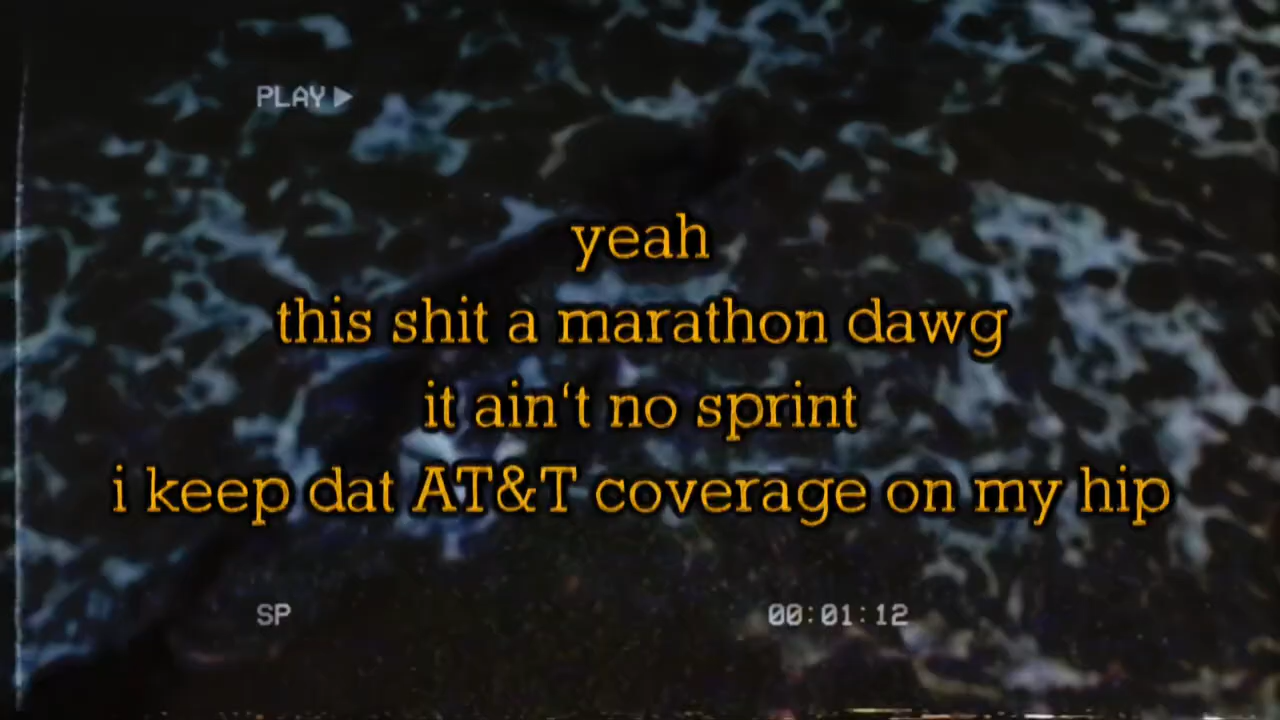 PLAY ▶
yeah
this shit a marathon dawg
it ain‘t no sprint
i keep dat AT&T coverage on my hip
SP
00:01:12